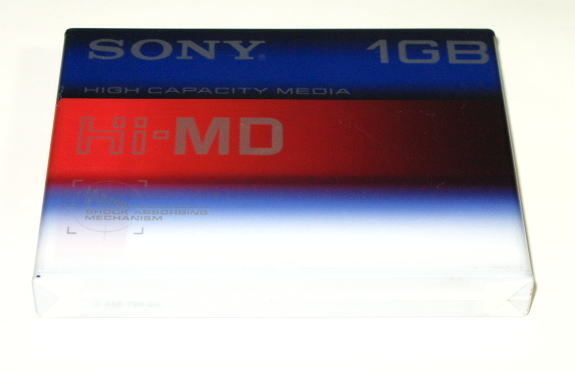 SONY
1GB
HIGH CAPACITY MEDIA
Hi-MD
SHOCK ABSORBING
MECHANISM